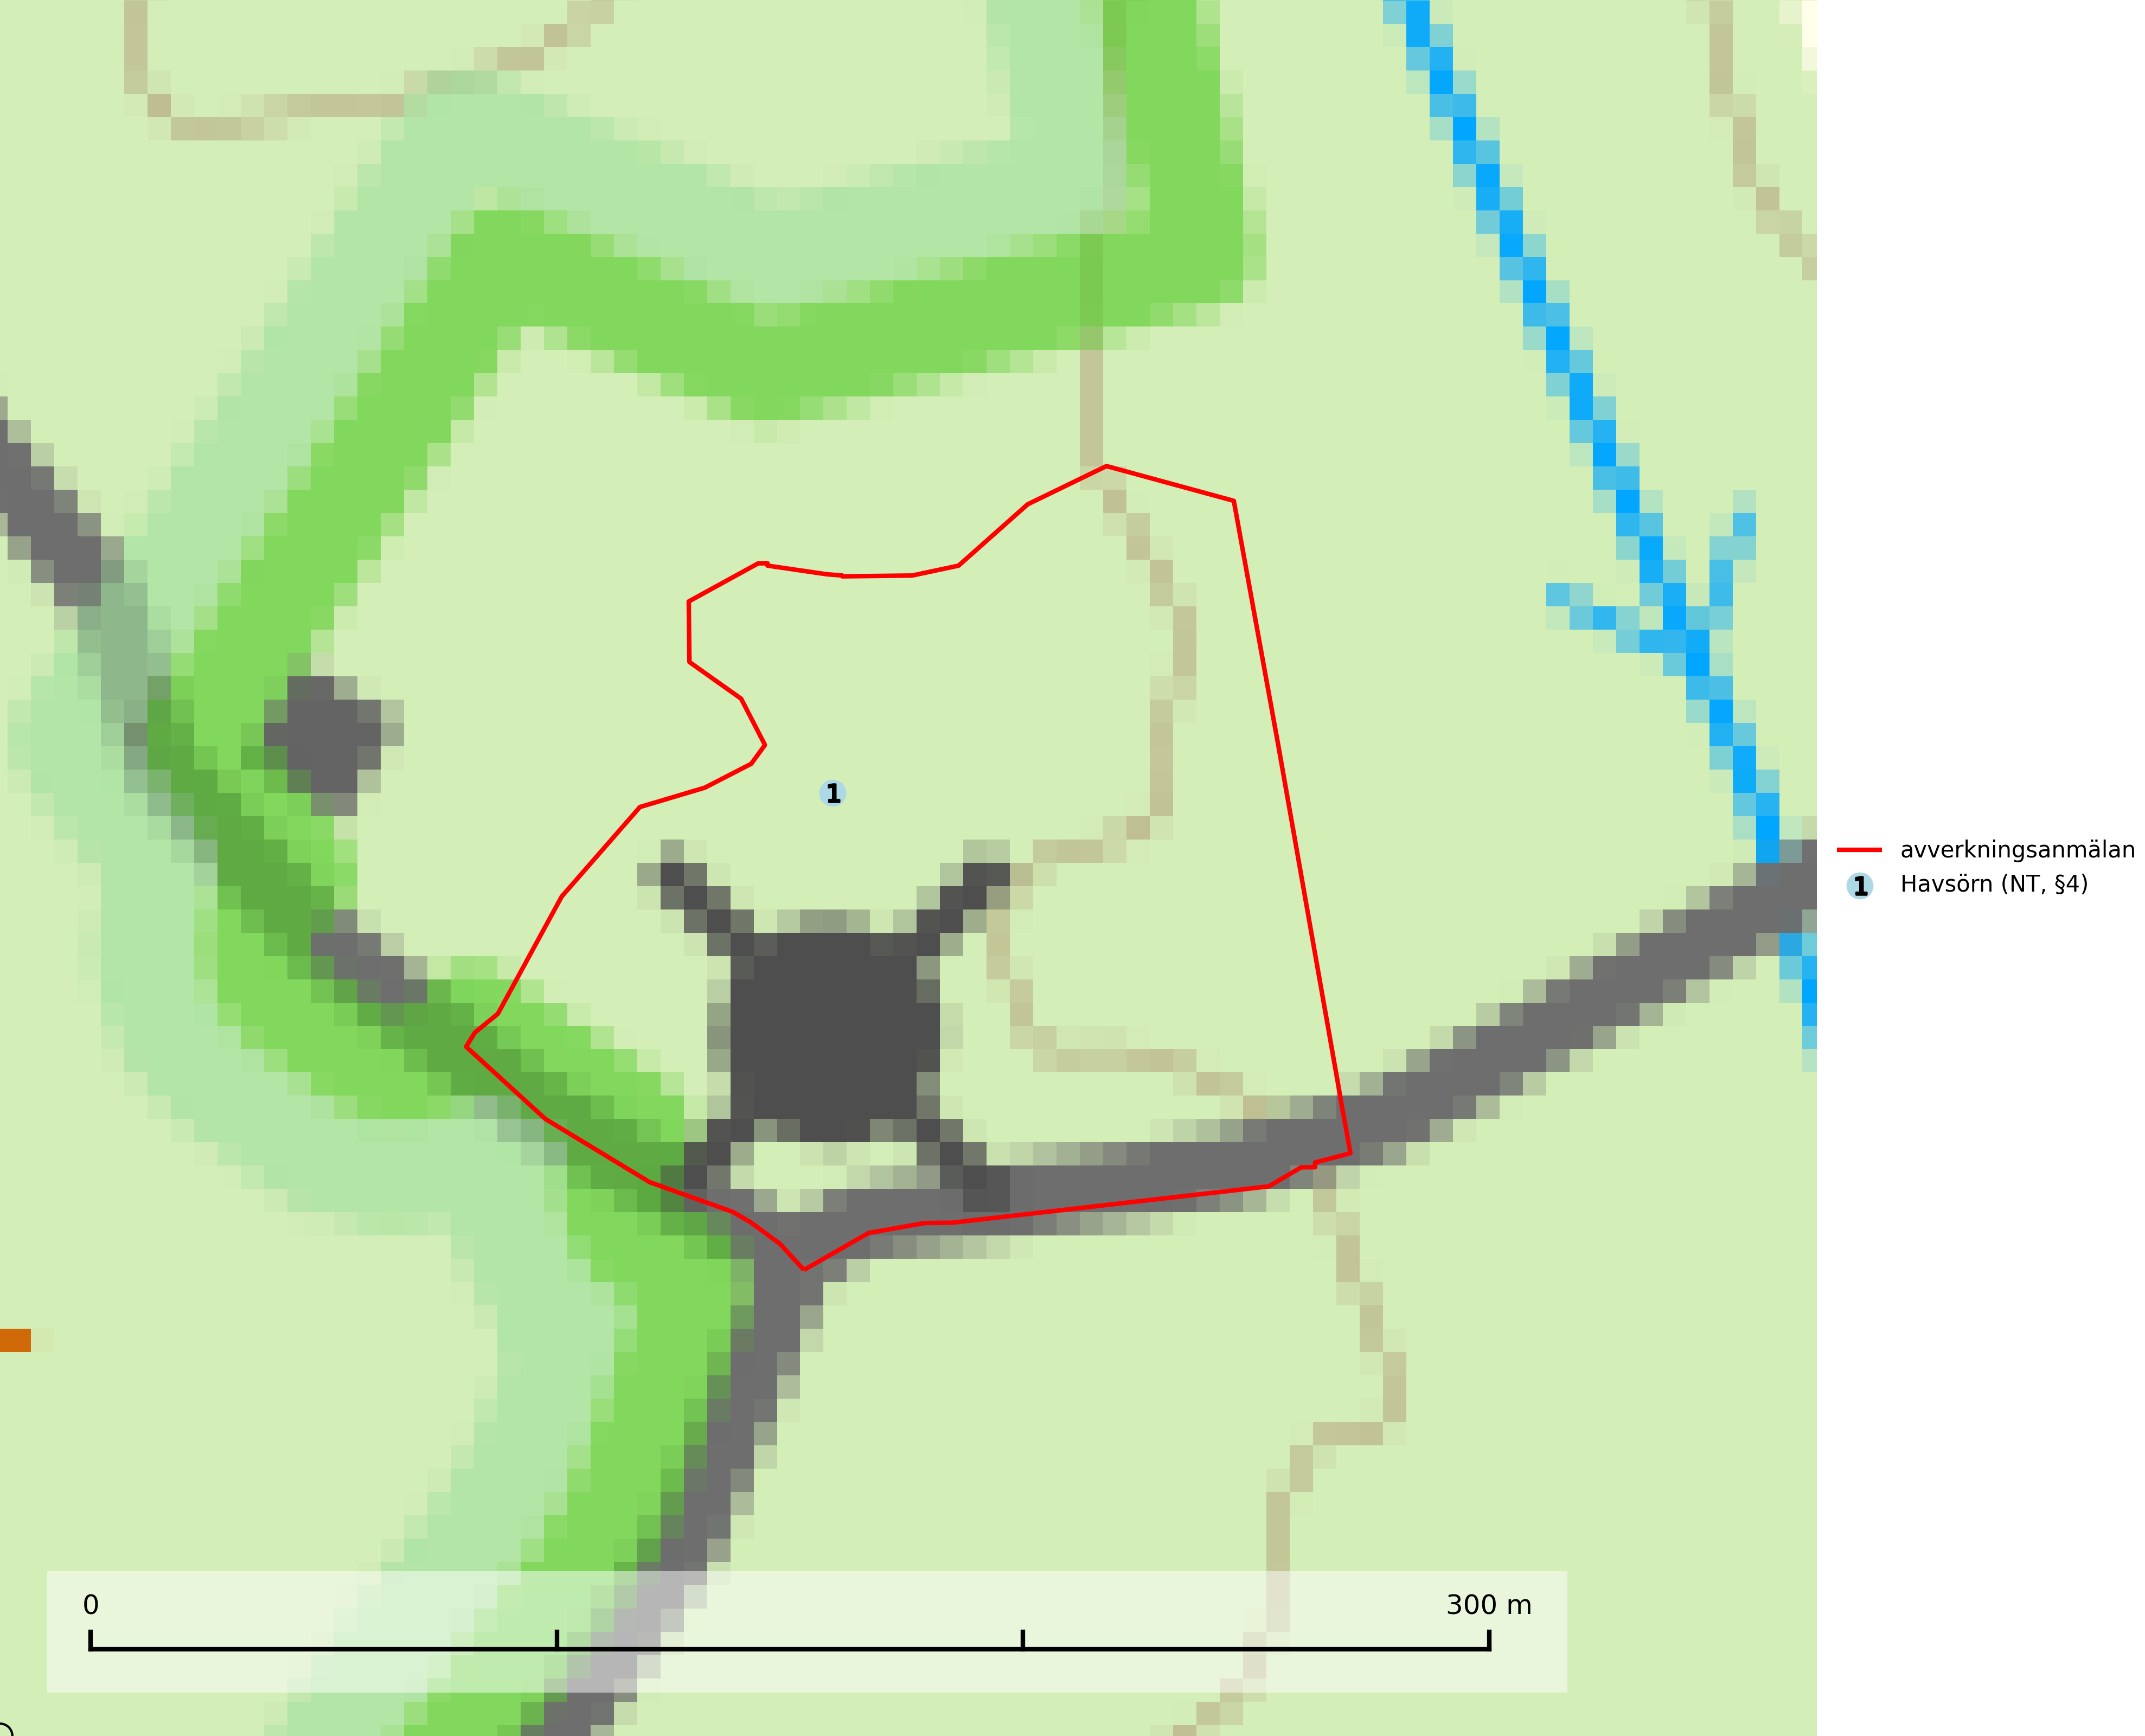 1
avverkningsanmälan
1 Havsörn (NT, §4)
0 300 m